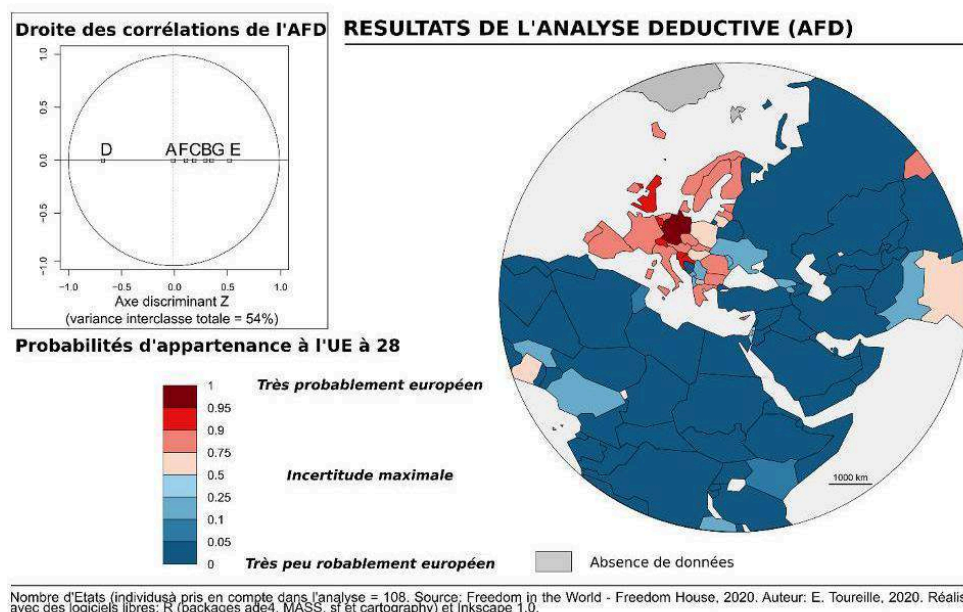 Droite des corrélations de l'AFD
RESULTATS DE L'ANALYSE DEDUCTIVE (AFD)
1.0
0.5
0.0
-0.5
-1.0
D AFCBG E
-1.0 -0.5 0.0 0.5 1.0
Axe discriminant Z
(variance interclasse totale = 54%)
Probabilités d'appartenance à l'UE à 28
1
Très probablement européen
0.95
0.9
0.75
Incertitude maximale
0.5
0.25
0.1
0.05
0
Très peu robablement européen
1000 km
Absence de données
Nombre d'Etats (individusà pris en compte dans l'analyse = 108. Source: Freedom in the World - Freedom House, 2020. Auteur: E. Toureille, 2020. Réalis
avec des logiciels libres: R (packages ade4, MASS, sf et cartography) et Inkscape 1.0.